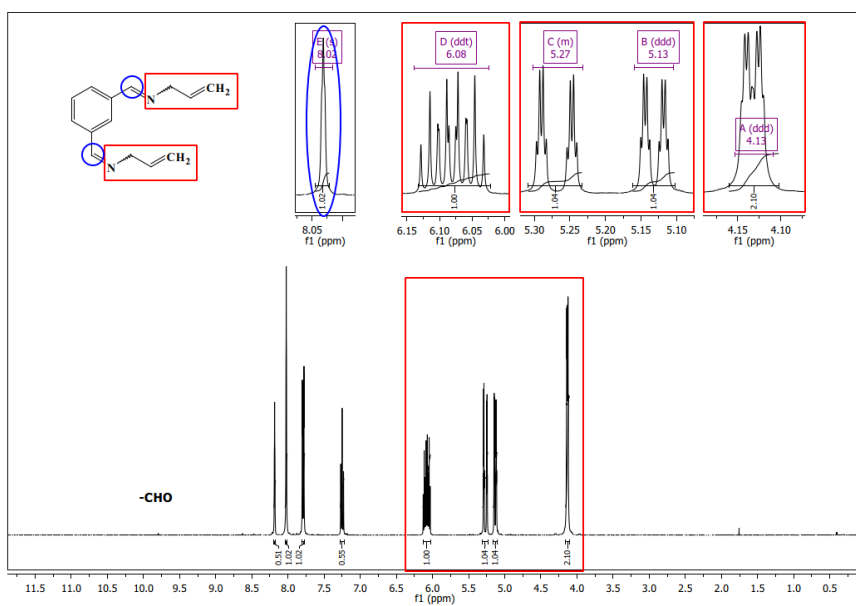 E (s)
8.02
D (ddt)
6.08
C (m)
5.27
B (ddd)
5.13
A (ddd)
4.13
N
CH2
N
CH2
1.02
1.00
1.04
1.04
2.10
8.05
6.15 6.10 6.05 6.00
5.30 5.25 5.20 5.15 5.10
4.15 4.10
f1 (ppm)
f1 (ppm)
f1 (ppm)
f1 (ppm)
-CHO
0.51
1.02
1.02
0.55
1.00
1.04
1.04
2.10
11.5 11.0 10.5 10.0 9.5 9.0 8.5 8.0 7.5 7.0 6.5 6.0 5.5 5.0 4.5 4.0 3.5 3.0 2.5 2.0 1.5 1.0 0.5
f1 (ppm)